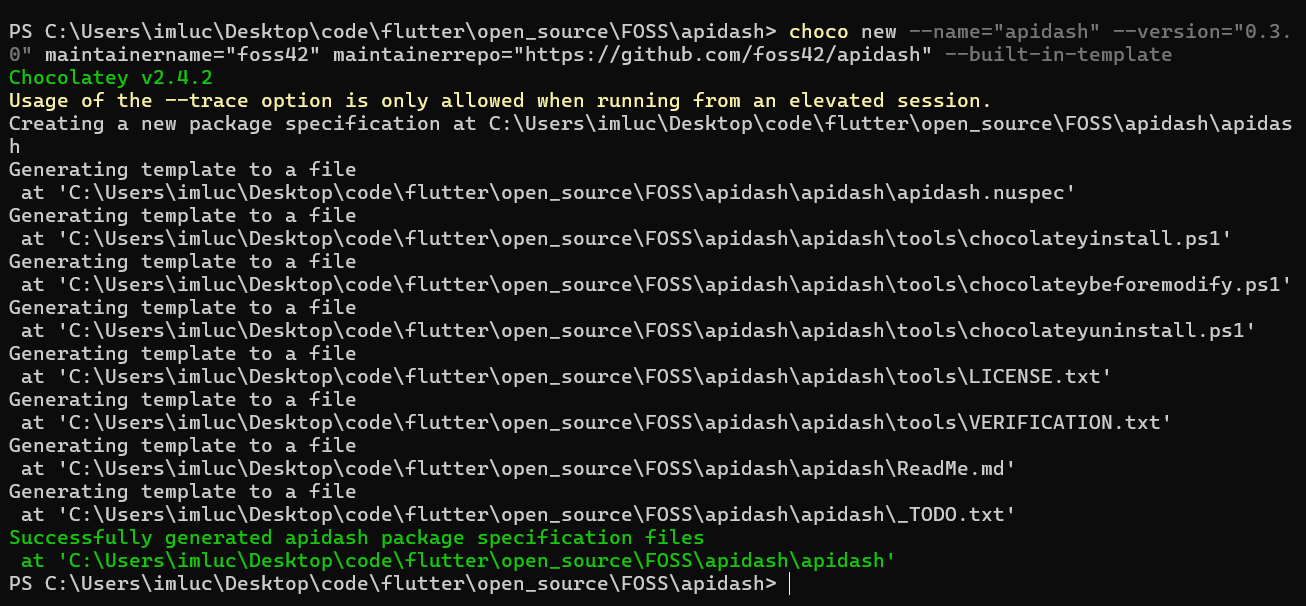 PS C:\Users\imluc\Desktop\code\flutter\open_source\FOSS\apidash> choco new --name="apidash" --version="0.3.
0" maintainername="foss42" maintainerrepo="https://github.com/foss42/apidash" --built-in-template
Chocolatey v2.4.2
Usage of the --trace option is only allowed when running from an elevated session.
Creating a new package specification at C:\Users\imluc\Desktop\code\flutter\open_source\FOSS\apidash\apidas
h
Generating template to a file
 at 'C:\Users\imluc\Desktop\code\flutter\open_source\FOSS\apidash\apidash\apidash.nuspec'
Generating template to a file
 at 'C:\Users\imluc\Desktop\code\flutter\open_source\FOSS\apidash\apidash\tools\chocolateyinstall.ps1'
Generating template to a file
 at 'C:\Users\imluc\Desktop\code\flutter\open_source\FOSS\apidash\apidash\tools\chocolateybeforemodify.ps1'
Generating template to a file
 at 'C:\Users\imluc\Desktop\code\flutter\open_source\FOSS\apidash\apidash\tools\chocolateyuninstall.ps1'
Generating template to a file
 at 'C:\Users\imluc\Desktop\code\flutter\open_source\FOSS\apidash\apidash\tools\LICENSE.txt'
Generating template to a file
 at 'C:\Users\imluc\Desktop\code\flutter\open_source\FOSS\apidash\apidash\tools\VERIFICATION.txt'
Generating template to a file
 at 'C:\Users\imluc\Desktop\code\flutter\open_source\FOSS\apidash\apidash\ReadMe.md'
Generating template to a file
 at 'C:\Users\imluc\Desktop\code\flutter\open_source\FOSS\apidash\apidash\_TODO.txt'
Successfully generated apidash package specification files
 at 'C:\Users\imluc\Desktop\code\flutter\open_source\FOSS\apidash\apidash'
PS C:\Users\imluc\Desktop\code\flutter\open_source\FOSS\apidash>